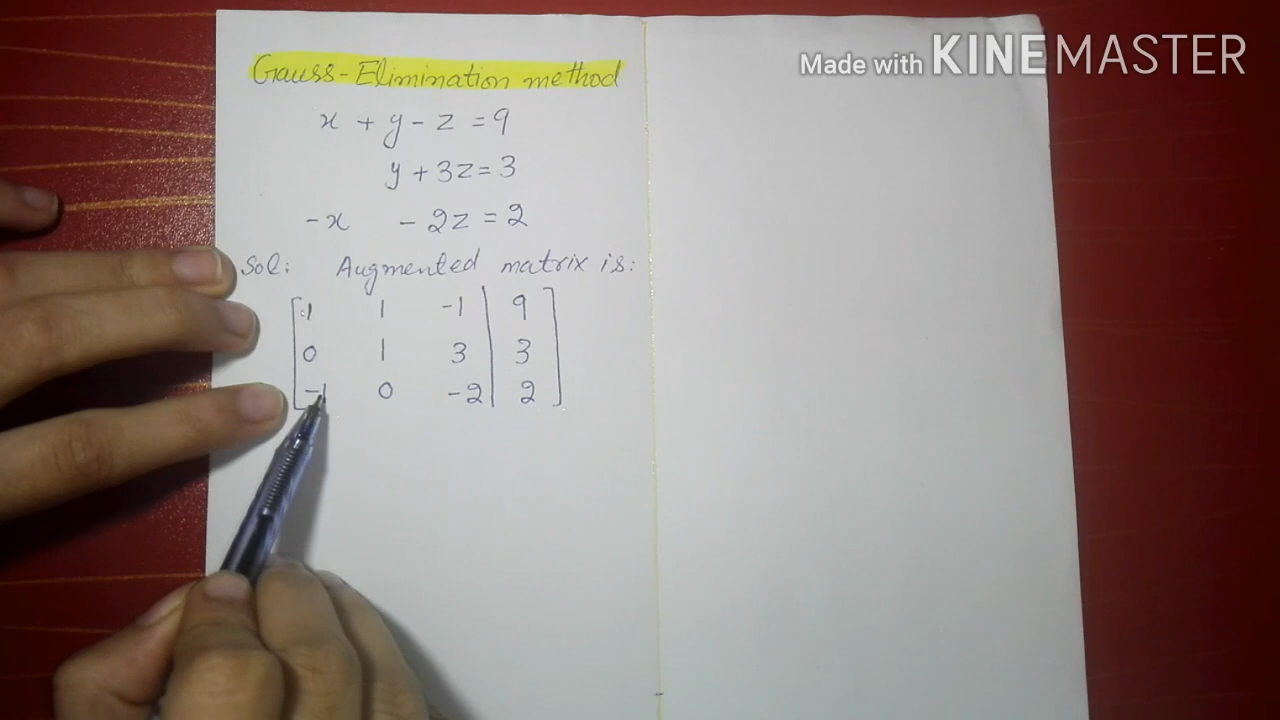 Made with KINEMASTER
Gauss-Elimination method
x + y - z = 9
y + 3z = 3
-x - 2z = 2
Sol: Augmented matrix is:
1 1 -1 | 9
0 1 3 | 3
-1 0 -2 | 2